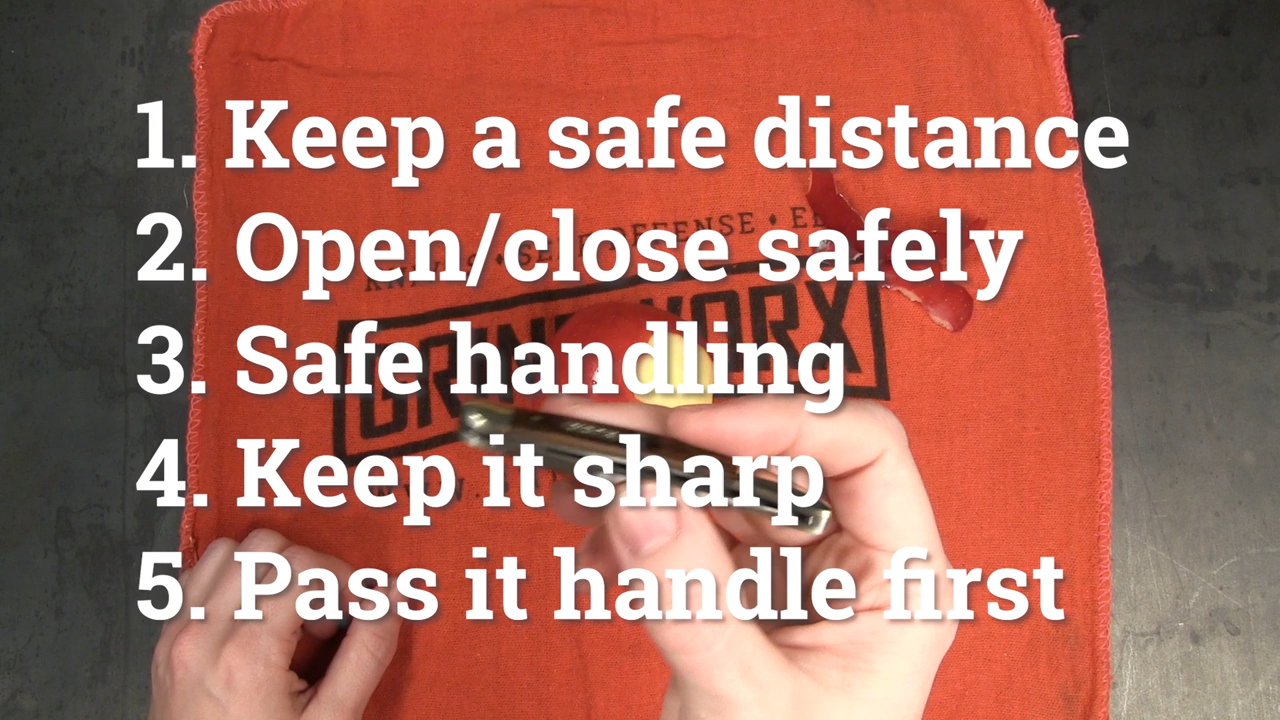 1. Keep a safe distance
2. Open/close safely
3. Safe handling
4. Keep it sharp
5. Pass it handle first
DEFENSE